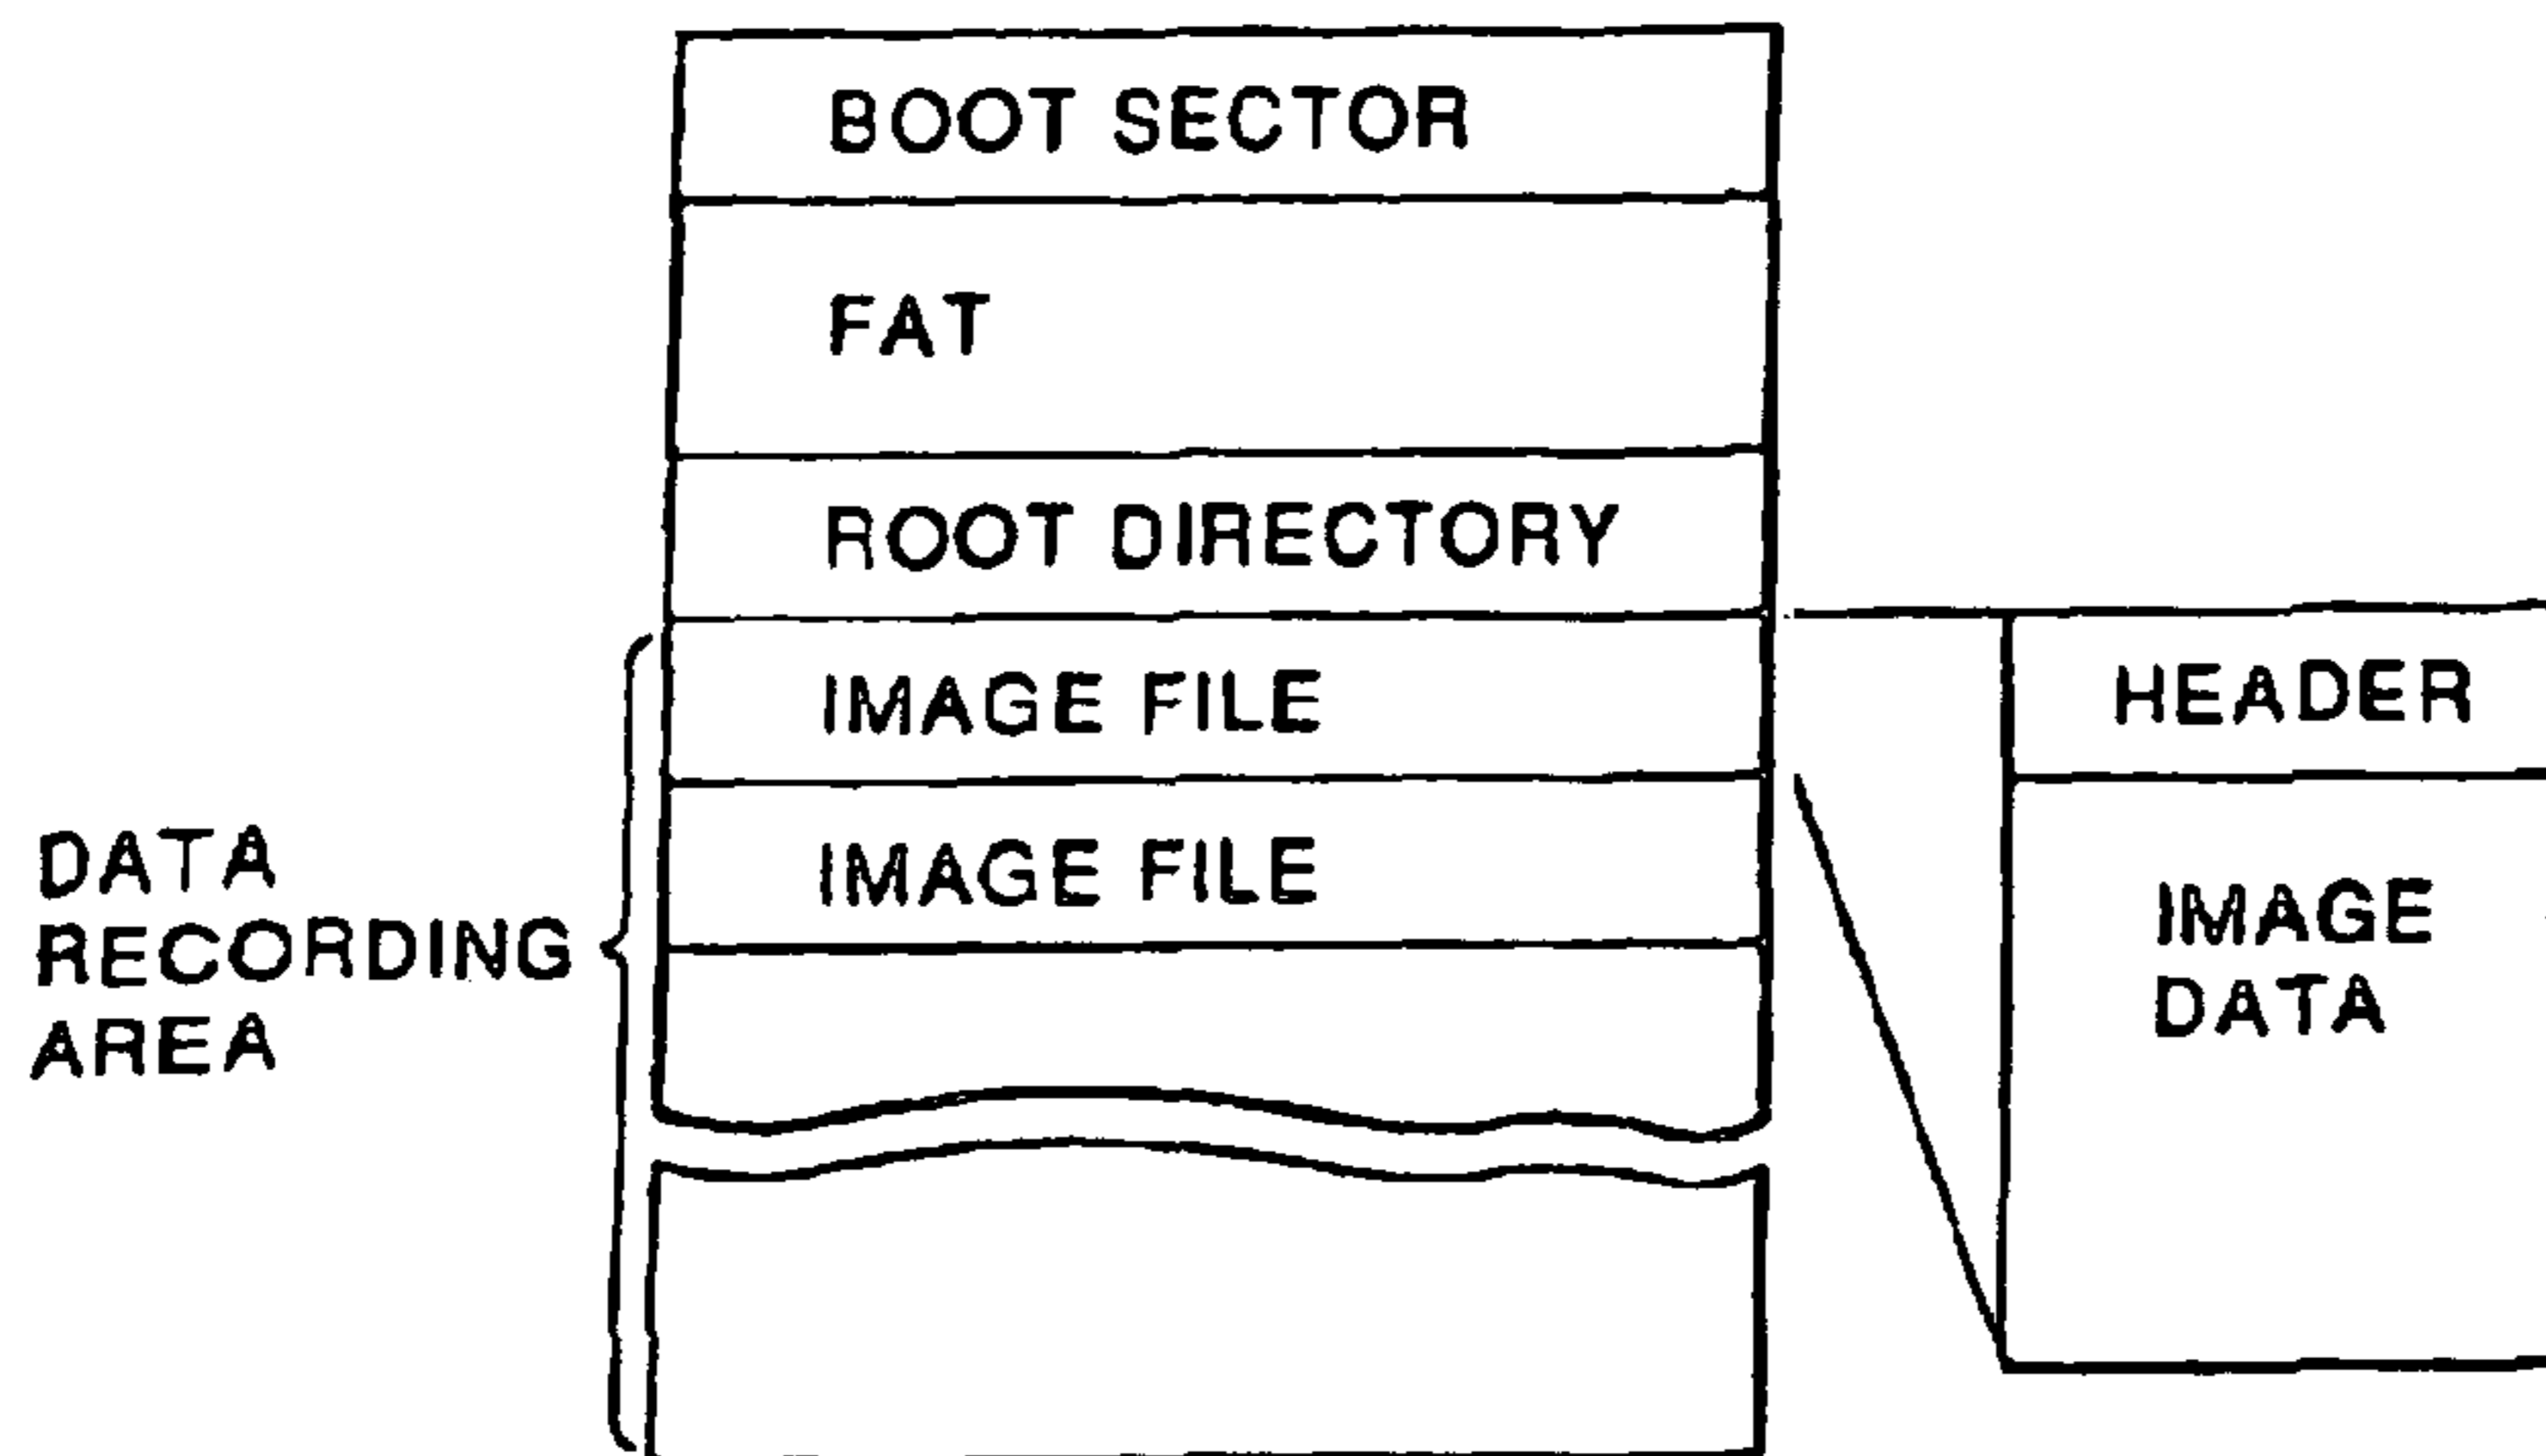 BOOT SECTOR
FAT
ROOT DIRECTORY
IMAGE FILE
IMAGE FILE
DATA
RECORDING
AREA
HEADER
IMAGE
DATA